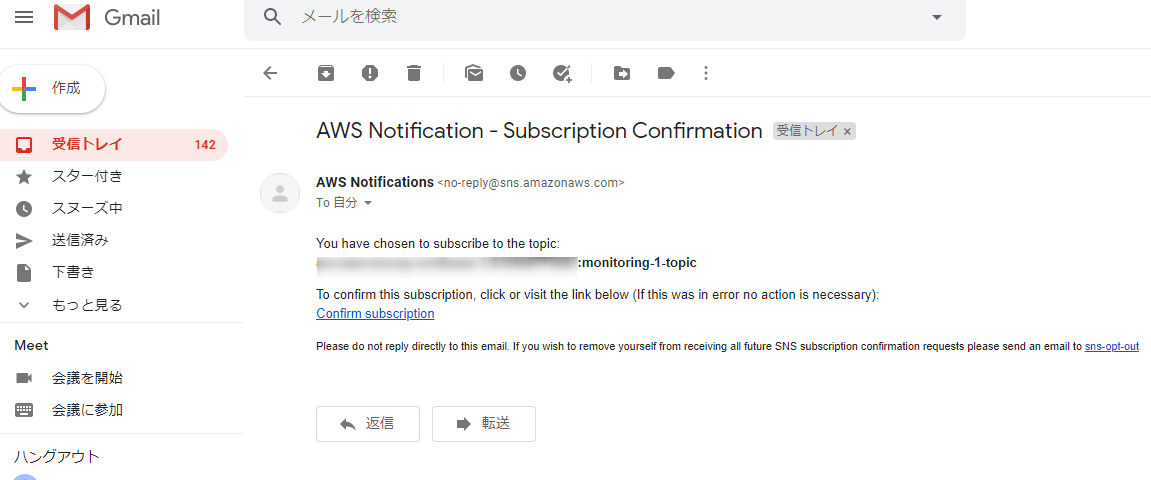 Gmail
メールを検索
作成
受信トレイ 142
スター付き
スヌーズ中
送信済み
下書き
もっと見る
Meet
会議を開始
会議に参加
ハングアウト
AWS Notification - Subscription Confirmation 受信トレイ ×
AWS Notifications <no-reply@sns.amazonaws.com>
To 自分
You have chosen to subscribe to the topic:
:monitoring-1-topic
To confirm this subscription, click or visit the link below (If this was in error no action is necessary):
Confirm subscription
Please do not reply directly to this email. If you wish to remove yourself from receiving all future SNS subscription confirmation requests please send an email to sns-opt-out
返信
転送